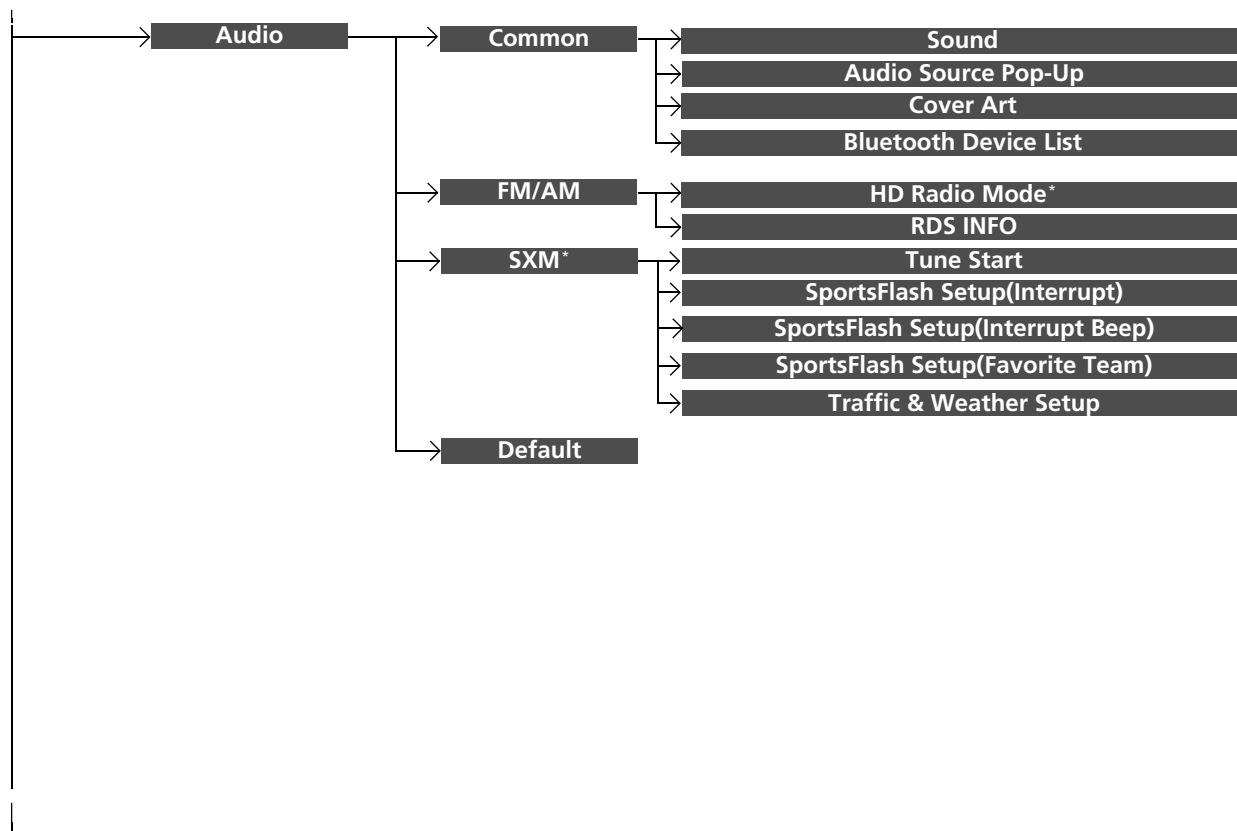 Audio
Common
Sound
Audio Source Pop-Up
Cover Art
Bluetooth Device List
FM/AM
HD Radio Mode*
RDS INFO
SXM*
Tune Start
SportsFlash Setup(Interrupt)
SportsFlash Setup(Interrupt Beep)
SportsFlash Setup(Favorite Team)
Traffic & Weather Setup
Default